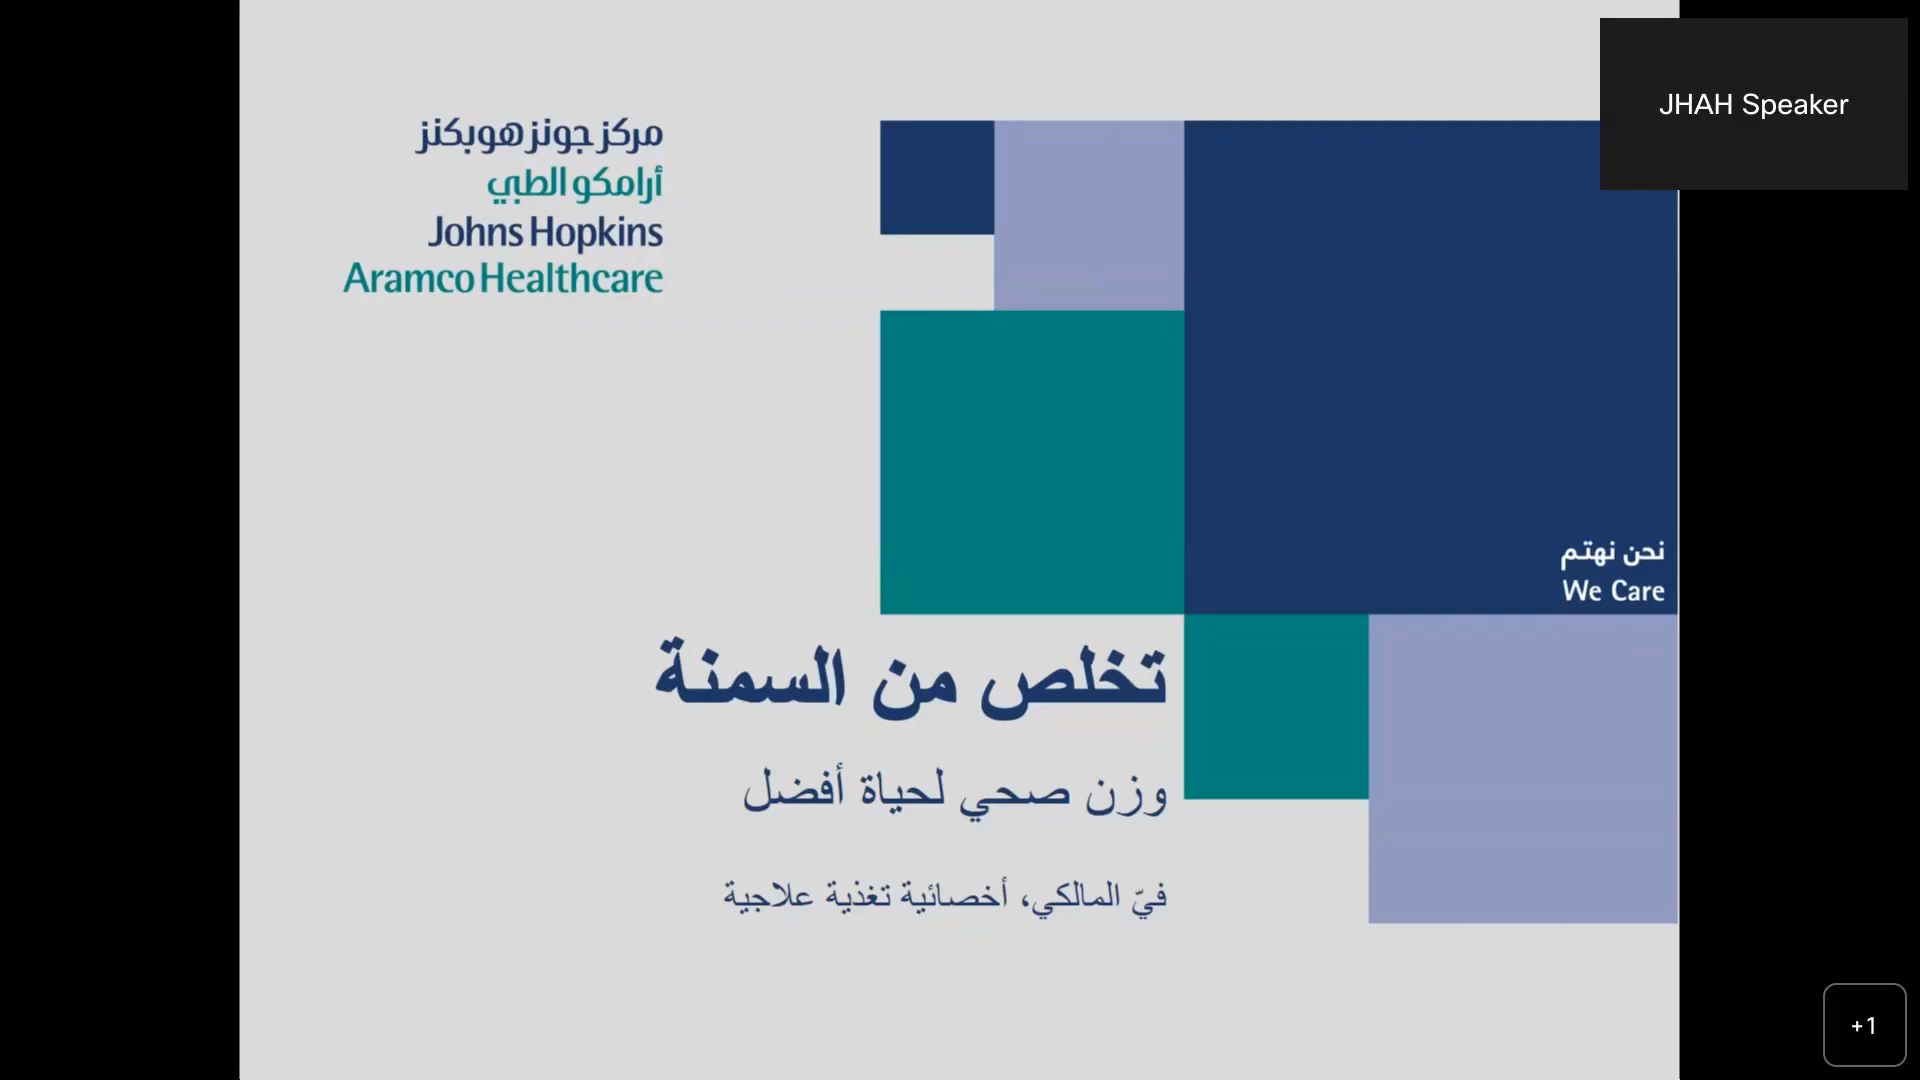 مركز جونز هوبكنز
أرامكو الطبي
Johns Hopkins
Aramco Healthcare
JHAH Speaker
نحن نهتم
We Care
تخلص من السمنة
وزن صحي لحياة أفضل
فيّ المالكي، أخصائية تغذية علاجية
+1